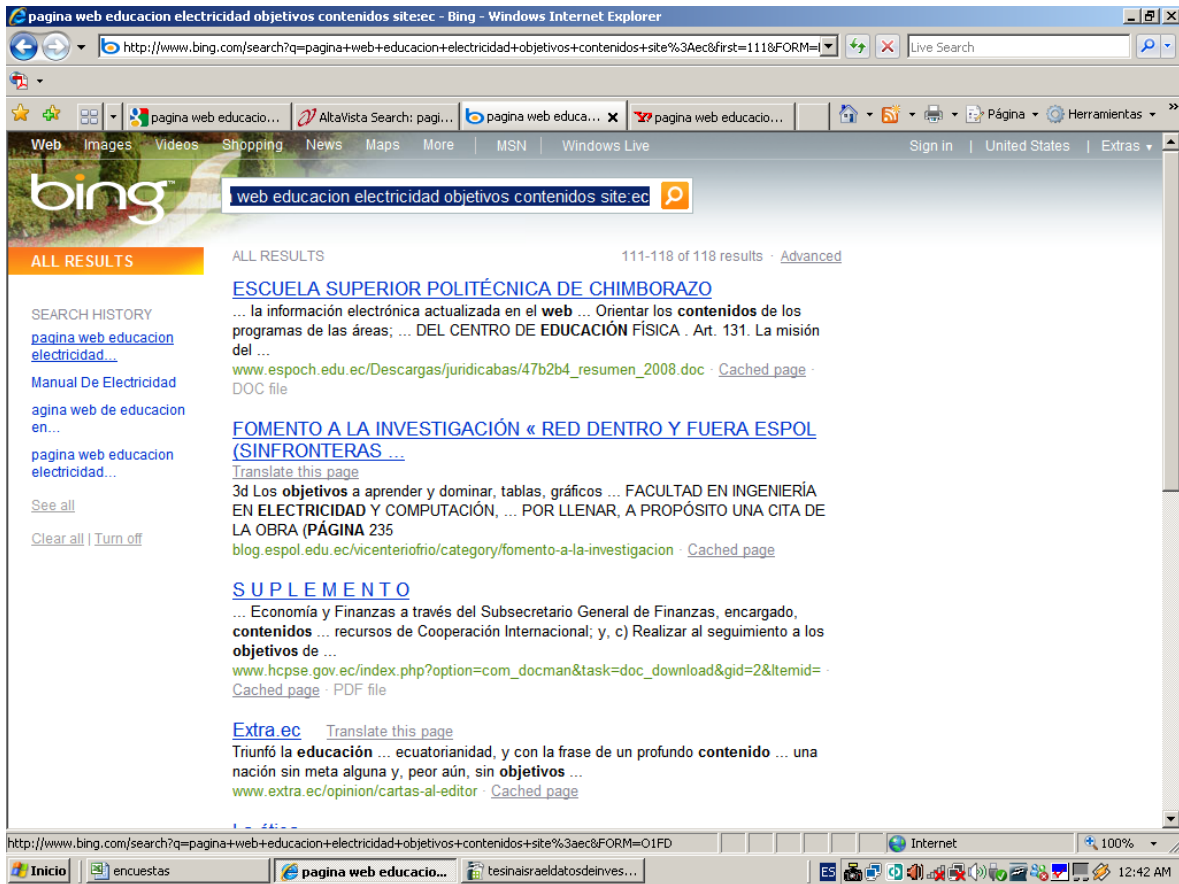 pagina web educacion electricidad objetivos contenidos site:ec - Bing - Windows Internet Explorer
http://www.bing.com/search?q=pagina+web+educacion+electricidad+objetivos+contenidos+site%3Aec&first=111&FORM=
Live Search
pagina web educacio...
AltaVista Search: pagi...
pagina web educa...
pagina web educacio...
Página
Herramientas
Web Images Videos Shopping News Maps More | MSN | Windows Live
Sign in | United States | Extras
bing™
web educacion electricidad objetivos contenidos site:ec
ALL RESULTS
ALL RESULTS
111-118 of 118 results · Advanced
SEARCH HISTORY
pagina web educacion
electricidad...
Manual De Electricidad
agina web de educacion
en...
pagina web educacion
electricidad...
See all
Clear all | Turn off
ESCUELA SUPERIOR POLITÉCNICA DE CHIMBORAZO
... la información electrónica actualizada en el web ... Orientar los contenidos de los
programas de las áreas; ... DEL CENTRO DE EDUCACIÓN FÍSICA . Art. 131. La misión
del ...
www.espoch.edu.ec/Descargas/juridicabas/47b2b4_resumen_2008.doc · Cached page ·
DOC file
FOMENTO A LA INVESTIGACIÓN « RED DENTRO Y FUERA ESPOL
(SINFRONTERAS ...
Translate this page
3d Los objetivos a aprender y dominar, tablas, gráficos ... FACULTAD EN INGENIERÍA
EN ELECTRICIDAD Y COMPUTACIÓN, ... POR LLENAR, A PROPÓSITO UNA CITA DE
LA OBRA (PÁGINA 235
blog.espol.edu.ec/vicenteriofrio/category/fomento-a-la-investigacion · Cached page
S U P L E M E N T O
... Economía y Finanzas a través del Subsecretario General de Finanzas, encargado,
contenidos ... recursos de Cooperación Internacional; y, c) Realizar al seguimiento a los
objetivos de ...
www.hcpse.gov.ec/index.php?option=com_docman&task=doc_download&gid=2&Itemid= ·
Cached page · PDF file
Extra.ec Translate this page
Triunfó la educación ... ecuatorianidad, y con la frase de un profundo contenido ... una
nación sin meta alguna y, peor aún, sin objetivos ...
www.extra.ec/opinion/cartas-al-editor · Cached page
http://www.bing.com/search?q=pagina+web+educacion+electricidad+objetivos+contenidos+site%3aec&FORM=O1FD
Internet
100%
Inicio
encuestas
pagina web educacio...
tesinaisraeldatosdeinves...
ES
12:42 AM